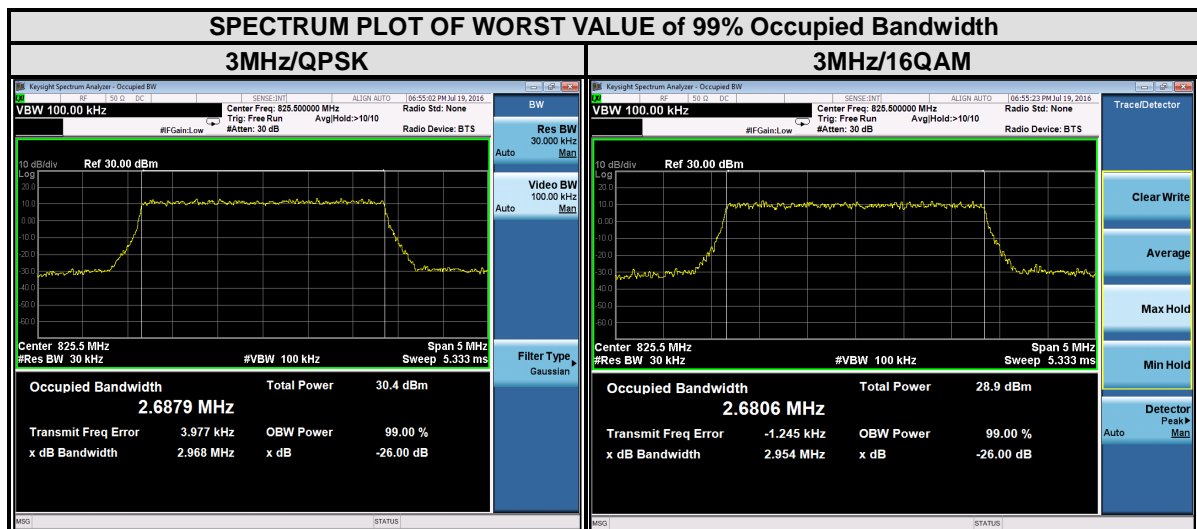 SPECTRUM PLOT OF WORST VALUE of 99% Occupied Bandwidth
3MHz/QPSK
Keysight Spectrum Analyzer - Occupied BW
RF 50 Ω DC SENSE:INT ALIGN AUTO 06:55:02 PM Jul 19, 2016
VBW 100.00 kHz
Center Freq: 825.500000 MHz
Radio Std: None
Trig: Free Run Avg|Hold:>10/10
#IFGain:Low #Atten: 30 dB Radio Device: BTS
10 dB/div Ref 30.00 dBm
Log
20.0
10.0
0.00
-10.0
-20.0
-30.0
-40.0
-50.0
-60.0
Center 825.5 MHz Span 5 MHz
#Res BW 30 kHz #VBW 100 kHz Sweep 5.333 ms
Occupied Bandwidth Total Power 30.4 dBm
2.6879 MHz
Transmit Freq Error 3.977 kHz OBW Power 99.00 %
x dB Bandwidth 2.968 MHz x dB -26.00 dB
MSG STATUS
BW
Res BW
30.000 kHz
Auto Man
Video BW
100.00 kHz
Auto Man
Filter Type
Gaussian
3MHz/16QAM
Keysight Spectrum Analyzer - Occupied BW
RF 50 Ω DC SENSE:INT ALIGN AUTO 06:55:23 PM Jul 19, 2016
VBW 100.00 kHz
Center Freq: 825.500000 MHz
Radio Std: None
Trig: Free Run Avg|Hold:>10/10
#IFGain:Low #Atten: 30 dB Radio Device: BTS
10 dB/div Ref 30.00 dBm
Log
20.0
10.0
0.00
-10.0
-20.0
-30.0
-40.0
-50.0
-60.0
Center 825.5 MHz Span 5 MHz
#Res BW 30 kHz #VBW 100 kHz Sweep 5.333 ms
Occupied Bandwidth Total Power 28.9 dBm
2.6806 MHz
Transmit Freq Error -1.245 kHz OBW Power 99.00 %
x dB Bandwidth 2.954 MHz x dB -26.00 dB
MSG STATUS
Trace/Detector
Clear Write
Average
Max Hold
Min Hold
Detector
Peak▶
Auto Man